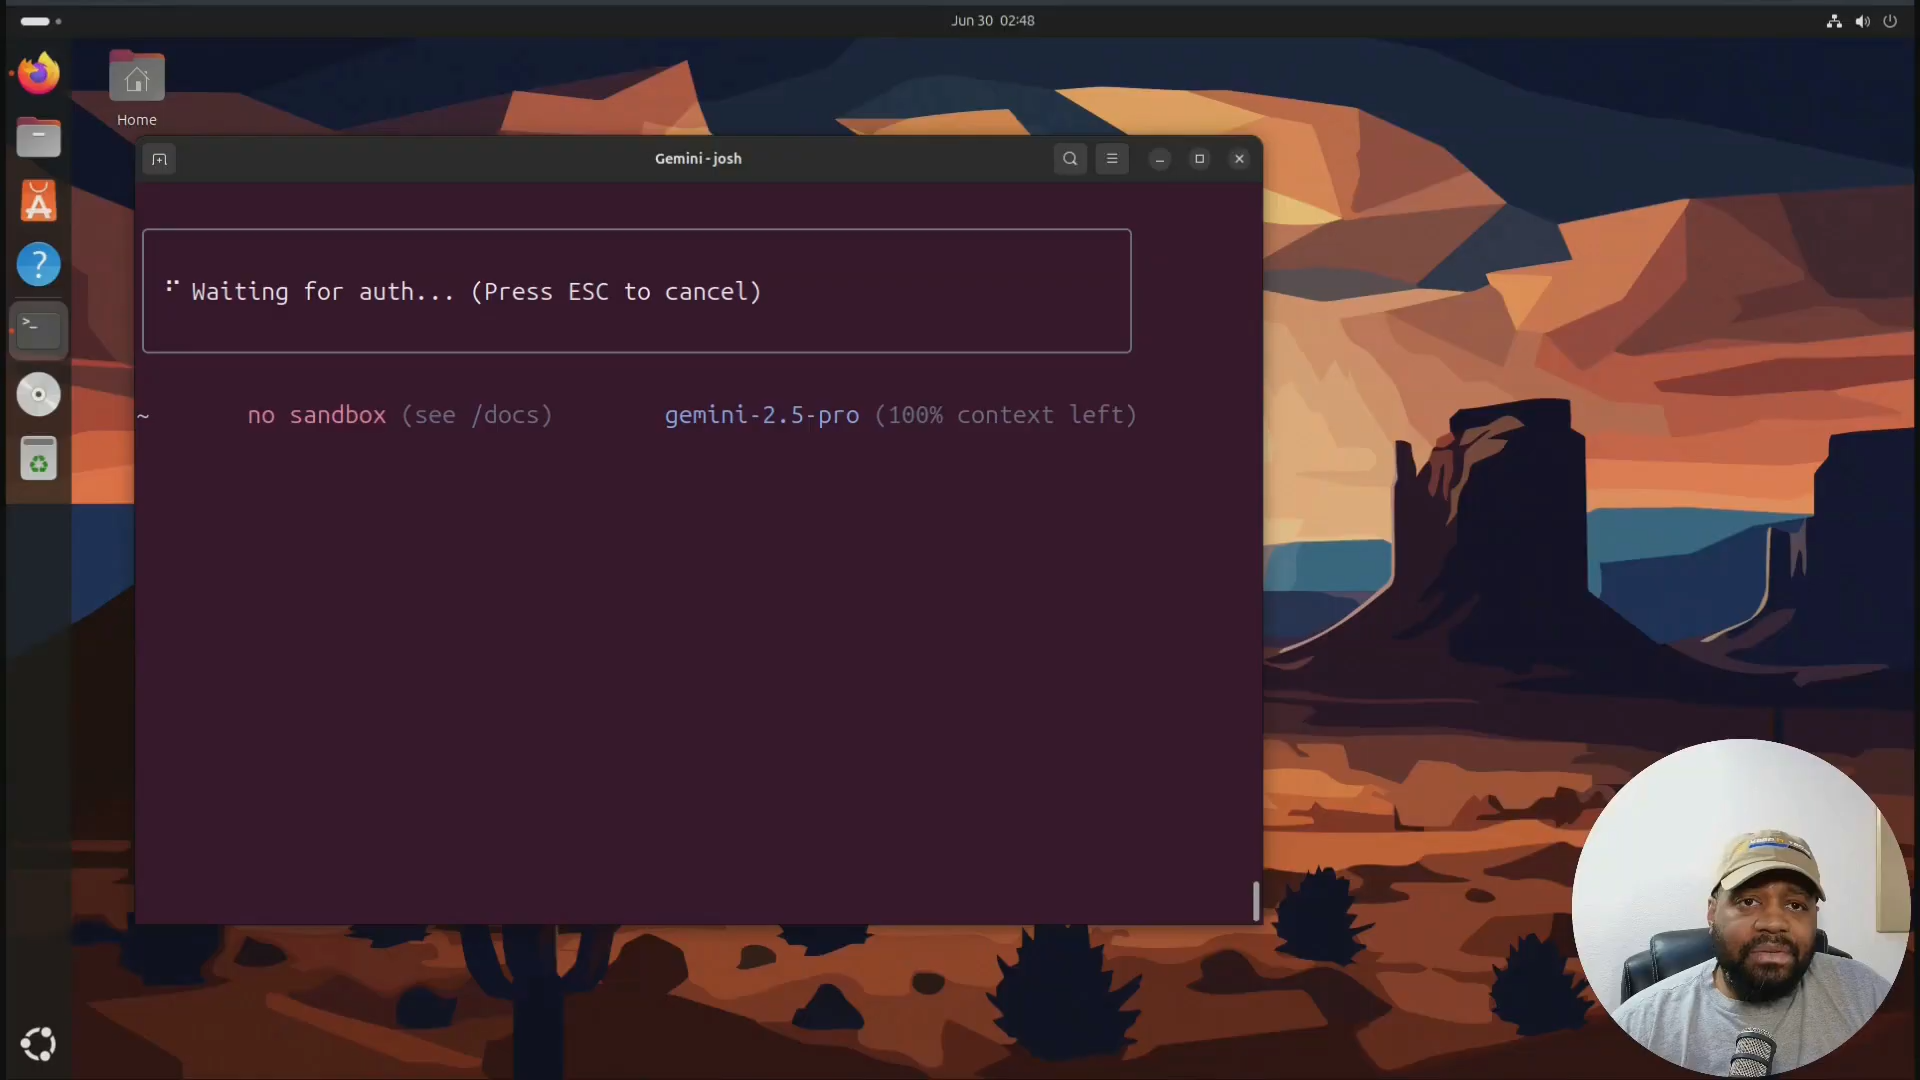 Jun 30 02:48
Home
Gemini - josh
Waiting for auth... (Press ESC to cancel)
~ no sandbox (see /docs) gemini-2.5-pro (100% context left)